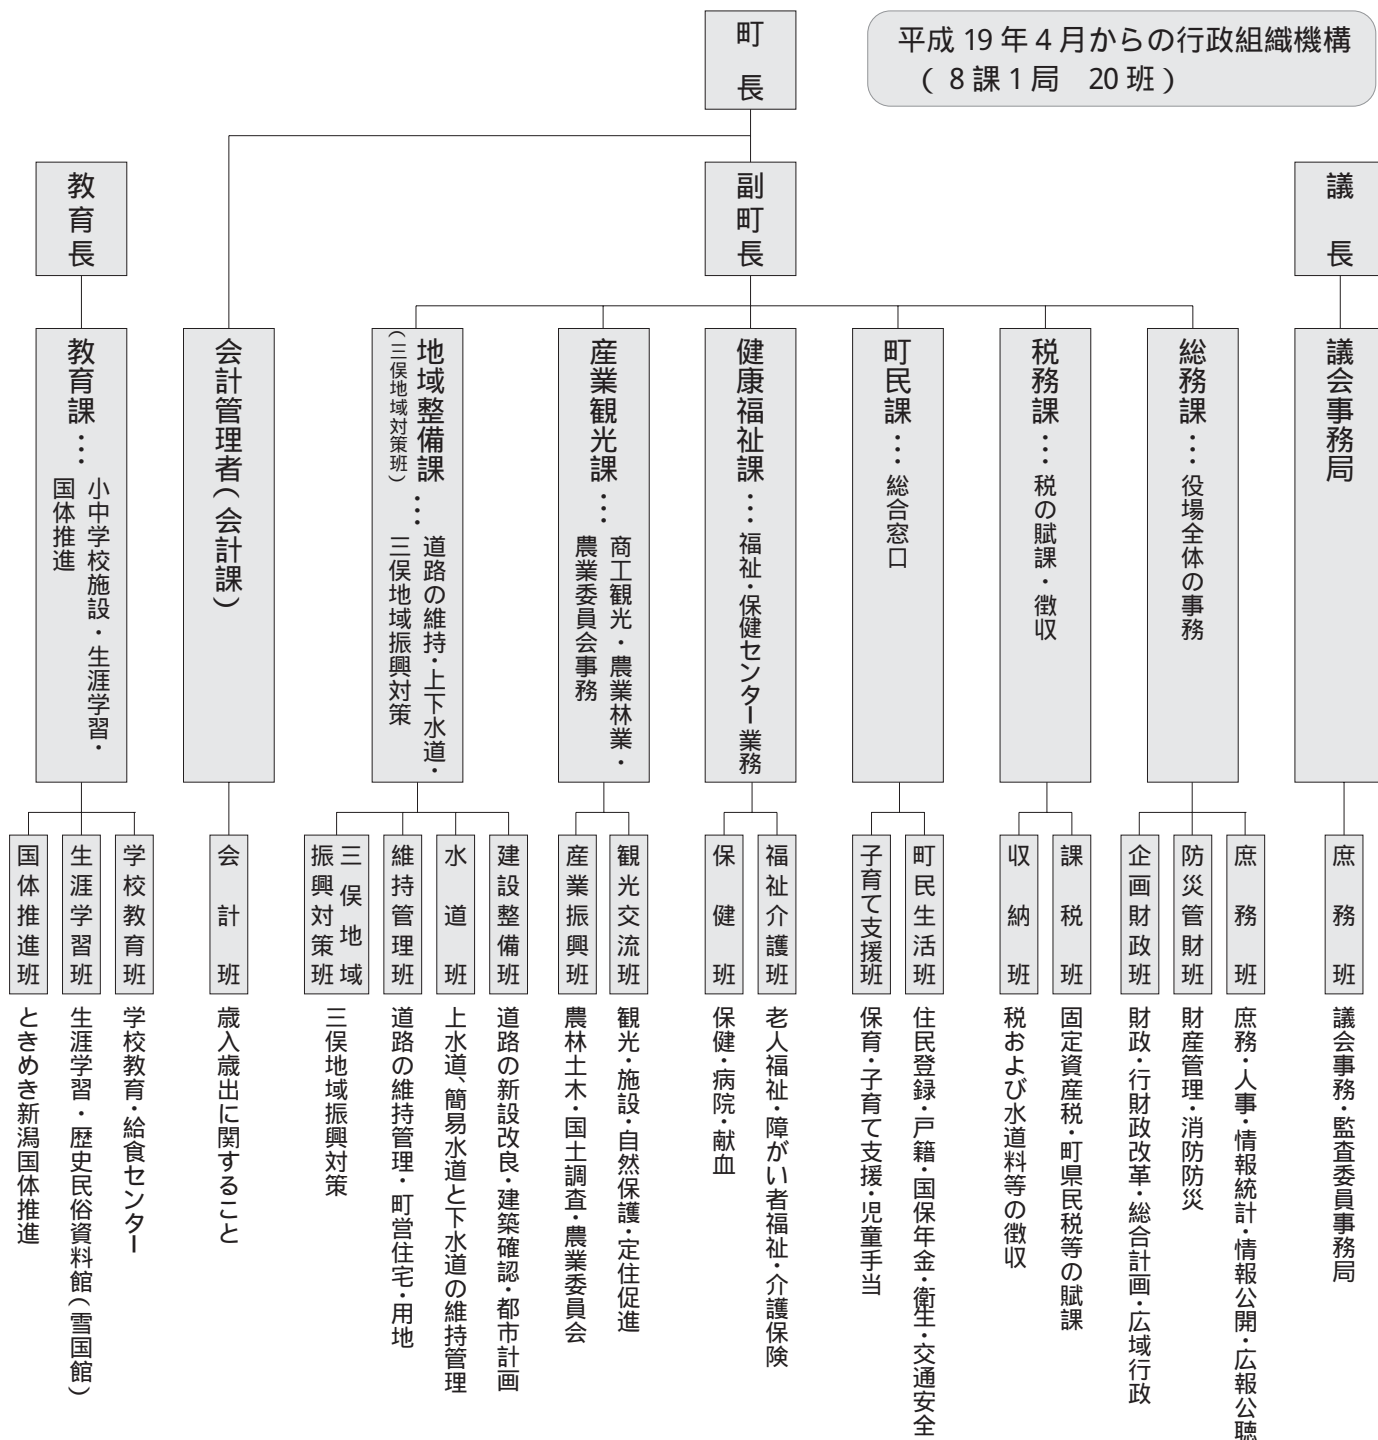 平成 19 年 4 月からの行政組織機構
( 8 課 1 局　20 班 )
町長
副町長
教育長
議長
議会事務局
総務課…役場全体の事務
税務課…税の賦課・徴収
町民課…総合窓口
健康福祉課…福祉・保健センター業務
産業観光課…商工観光・農業林業・
農業委員会事務
地域整備課…道路の維持・上下水道・
(三俣地域対策班)
三俣地域振興対策
会計管理者(会計課)
教育課…小中学校施設・生涯学習・
国体推進
庶務班
議会事務・監査委員事務局
庶務班
庶務・人事・情報統計・情報公開・広報公聴
防災管財班
財産管理・消防防災
企画財政班
財政・行財政改革・総合計画・広域行政
課税班
固定資産税・町県民税等の賦課
収納班
税および水道料等の徴収
町民生活班
住民登録・戸籍・国保年金・衛生・交通安全
子育て支援班
保育・子育て支援・児童手当
福祉介護班
老人福祉・障がい者福祉・介護保険
保健班
保健・病院・献血
観光交流班
観光・施設・自然保護・定住促進
産業振興班
農林土木・国土調査・農業委員会
建設整備班
道路の新設改良・建築確認・都市計画
水道班
上水道、簡易水道と下水道の維持管理
維持管理班
道路の維持管理・町営住宅・用地
三俣地域
振興対策班
三俣地域振興対策
会計班
歳入歳出に関すること
学校教育班
学校教育・給食センター
生涯学習班
生涯学習・歴史民俗資料館(雪国館)
国体推進班
ときめき新潟国体推進